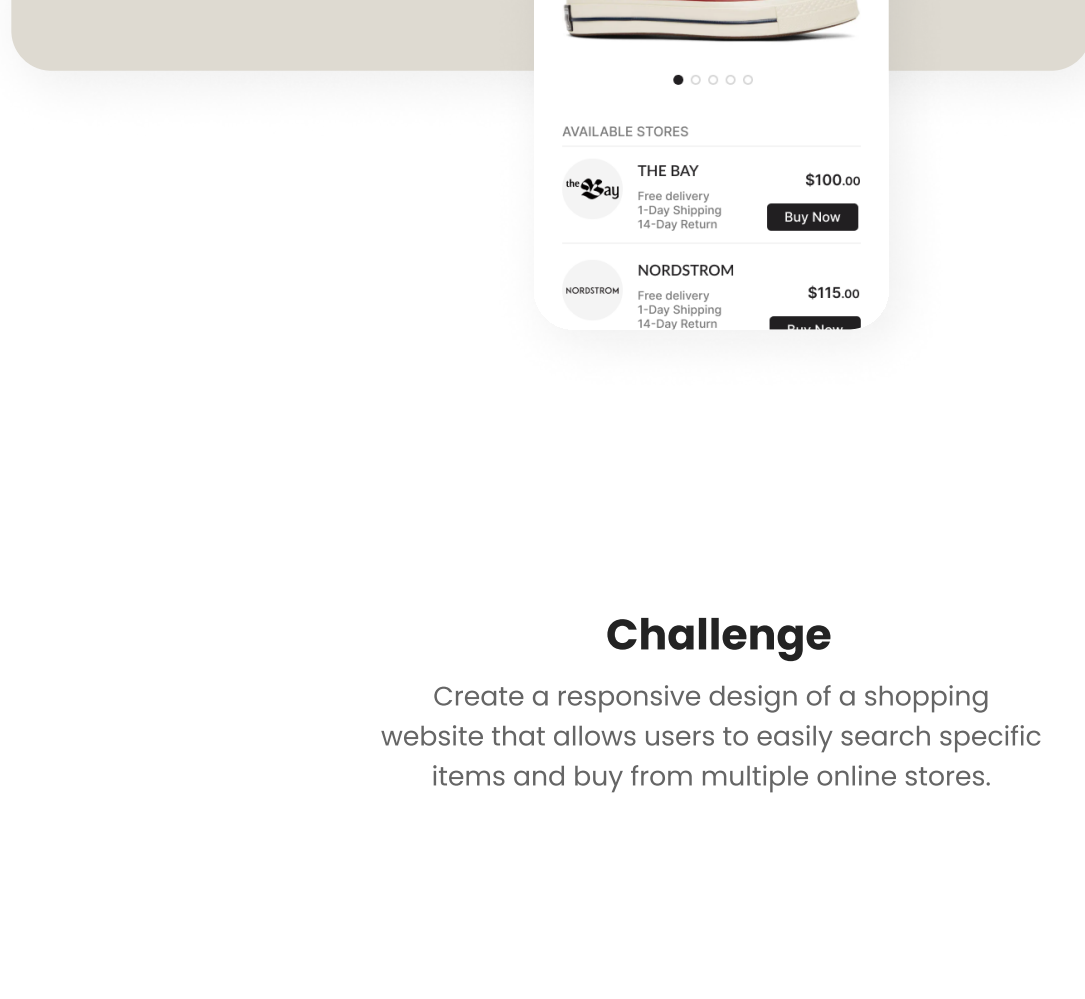 AVAILABLE STORES
the Bay
THE BAY
Free delivery
1-Day Shipping
14-Day Return
$100.00
Buy Now
NORDSTROM
NORDSTROM
Free delivery
1-Day Shipping
14-Day Return
$115.00
Buy Now
Challenge
Create a responsive design of a shopping
website that allows users to easily search specific
items and buy from multiple online stores.